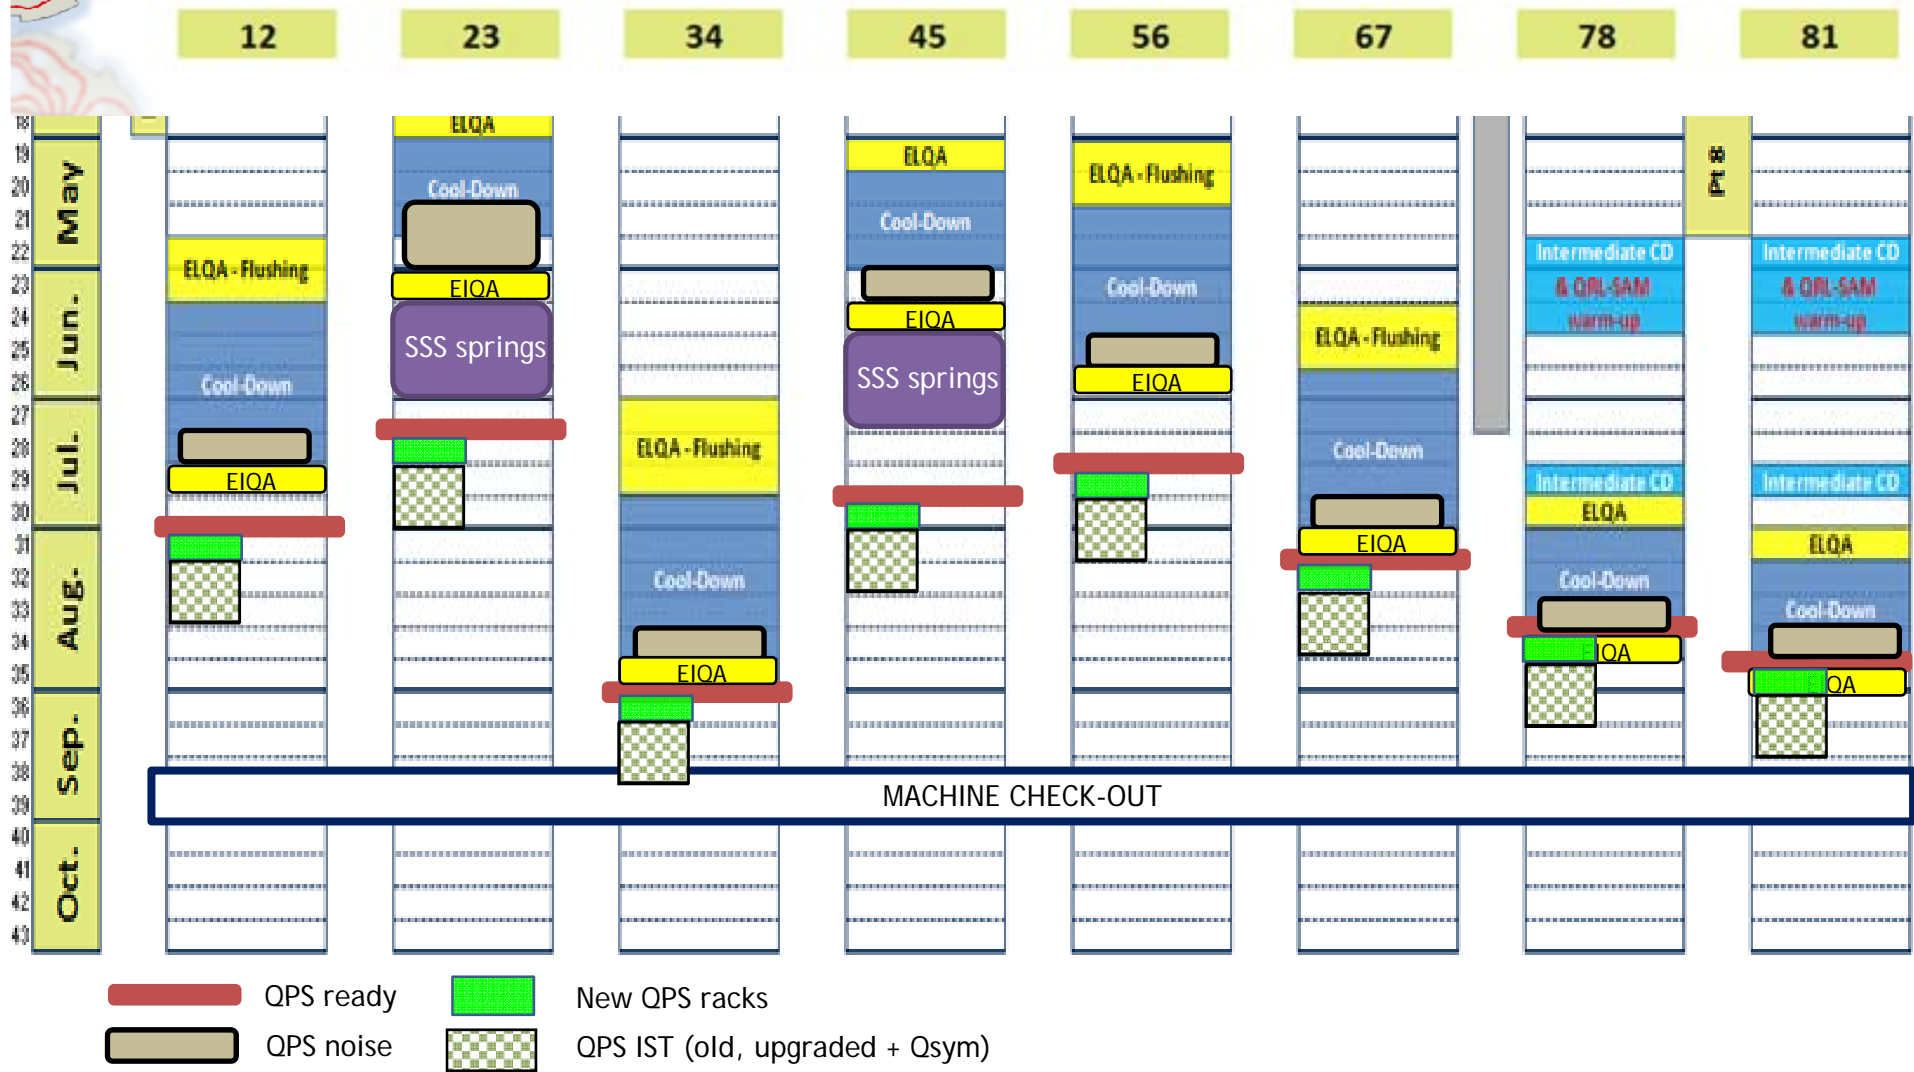 12 23 34 45 56 67 78 81
18
19
20
21
22
23
24
25
26
27
28
29
30
31
32
33
34
35
36
37
38
39
40
41
42
43
May
Jun.
Jul.
Aug.
Sep.
Oct.
ELQA - Flushing
Cool-Down
EIQA
ELQA
Cool-Down
EIQA
SSS springs
ELQA - Flushing
Cool-Down
EIQA
ELQA
Cool-Down
EIQA
SSS springs
ELQA - Flushing
Cool-Down
EIQA
ELQA - Flushing
Cool-Down
EIQA
Intermediate CD
& QRL-SAM
warm-up
Intermediate CD
ELQA
Cool-Down
IQA
Pt 8
Intermediate CD
& QRL-SAM
warm-up
Intermediate CD
ELQA
Cool-Down
QA
MACHINE CHECK-OUT
QPS ready
New QPS racks
QPS noise
QPS IST (old, upgraded + Qsym)